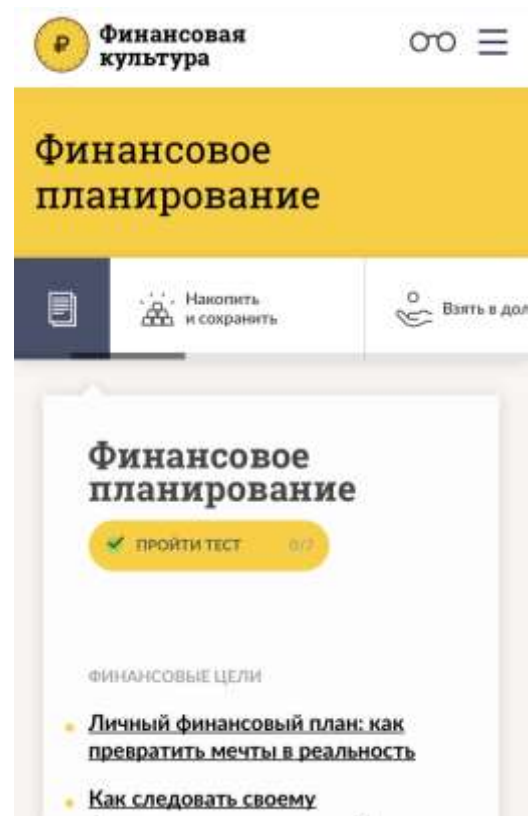 Финансовая
культура
Финансовое
планирование
Накопить
и сохранить
Взять в дол
Финансовое
планирование
ПРОЙТИ ТЕСТ 0/7
ФИНАНСОВЫЕ ЦЕЛИ
Личный финансовый план: как
превратить мечты в реальность
Как следовать своему